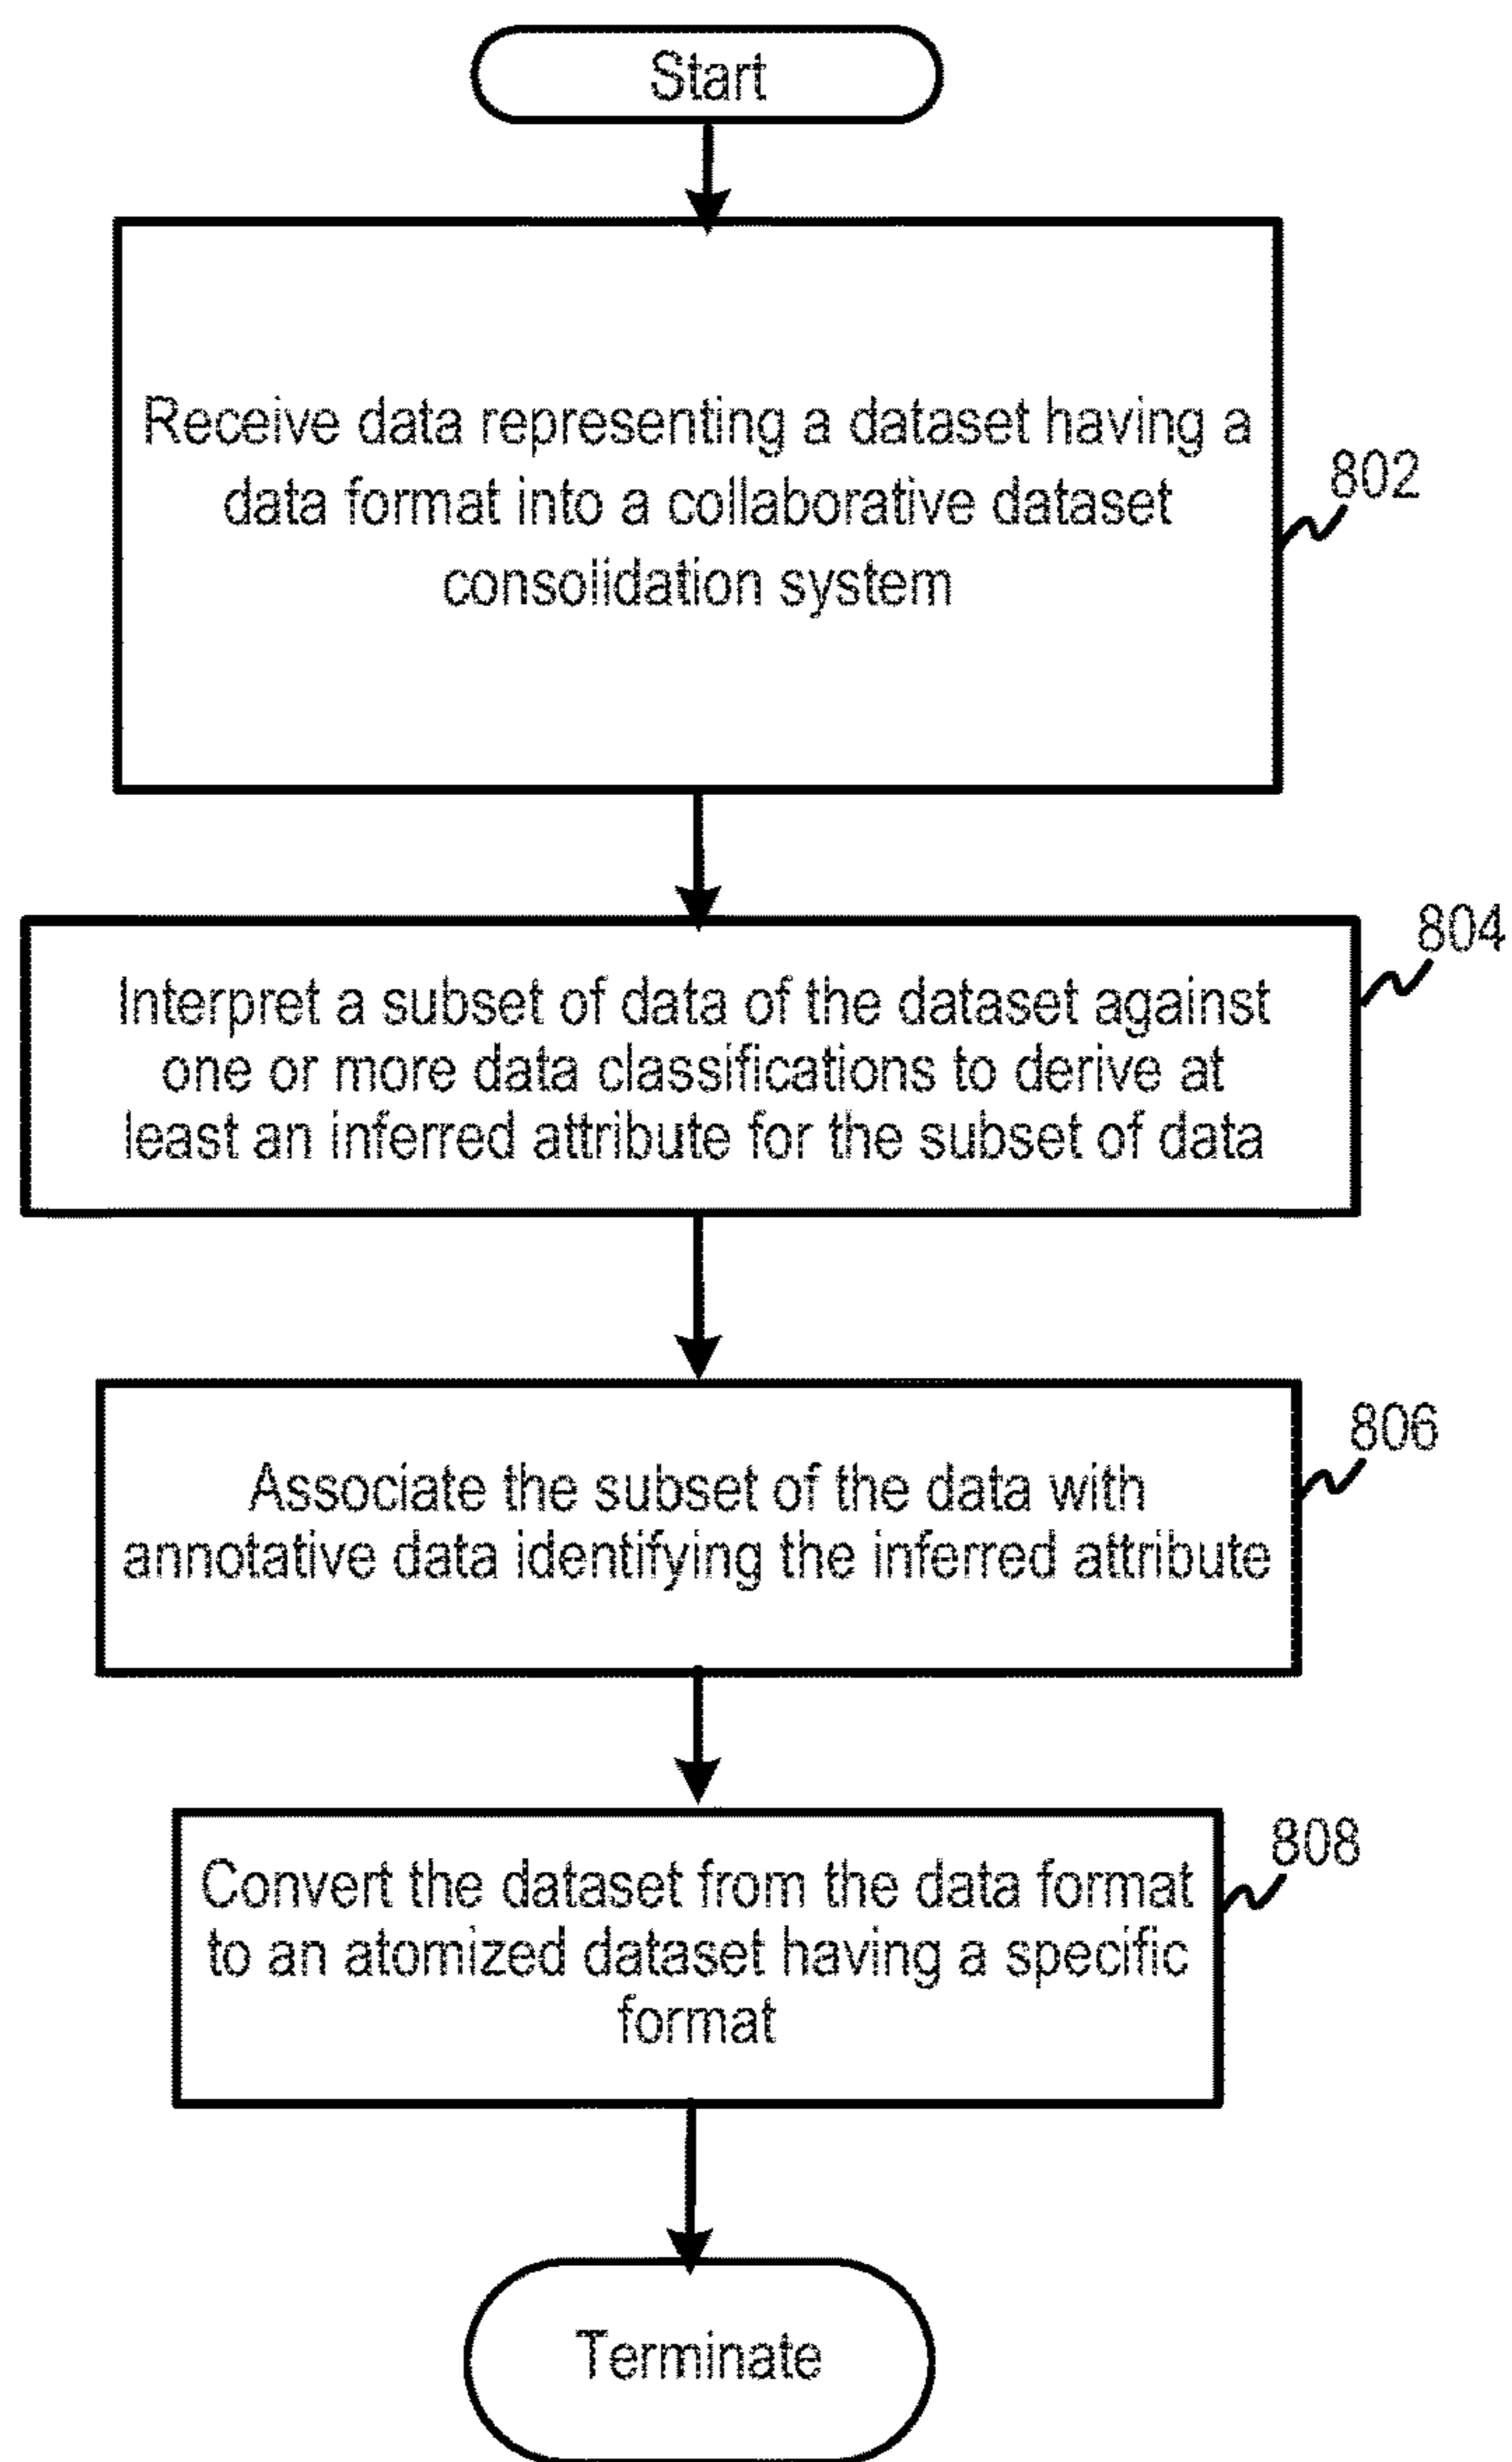 Start
Receive data representing a dataset having a
data format into a collaborative dataset
consolidation system
802
804
Interpret a subset of data of the dataset against
one or more data classifications to derive at
least an inferred attribute for the subset of data
806
Associate the subset of the data with
annotative data identifying the inferred attribute
808
Convert the dataset from the data format
to an atomized dataset having a specific
format
Terminate